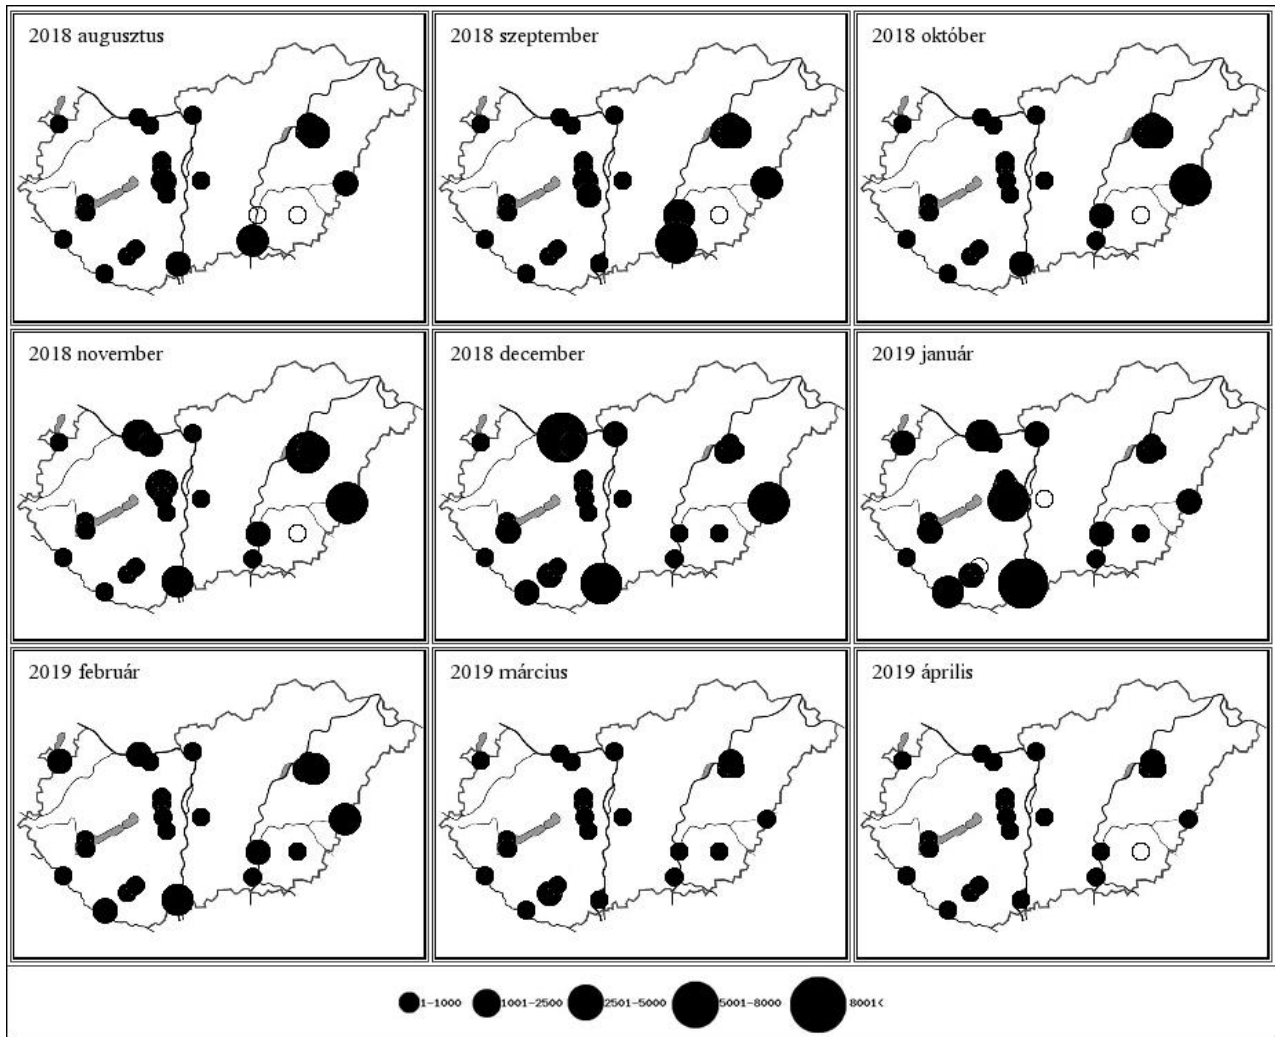 2018 augusztus
2018 szeptember
2018 október
2018 november
2018 december
2019 január
2019 február
2019 március
2019 április
1-1000 1001-2500 2501-5000 5001-8000 8001<